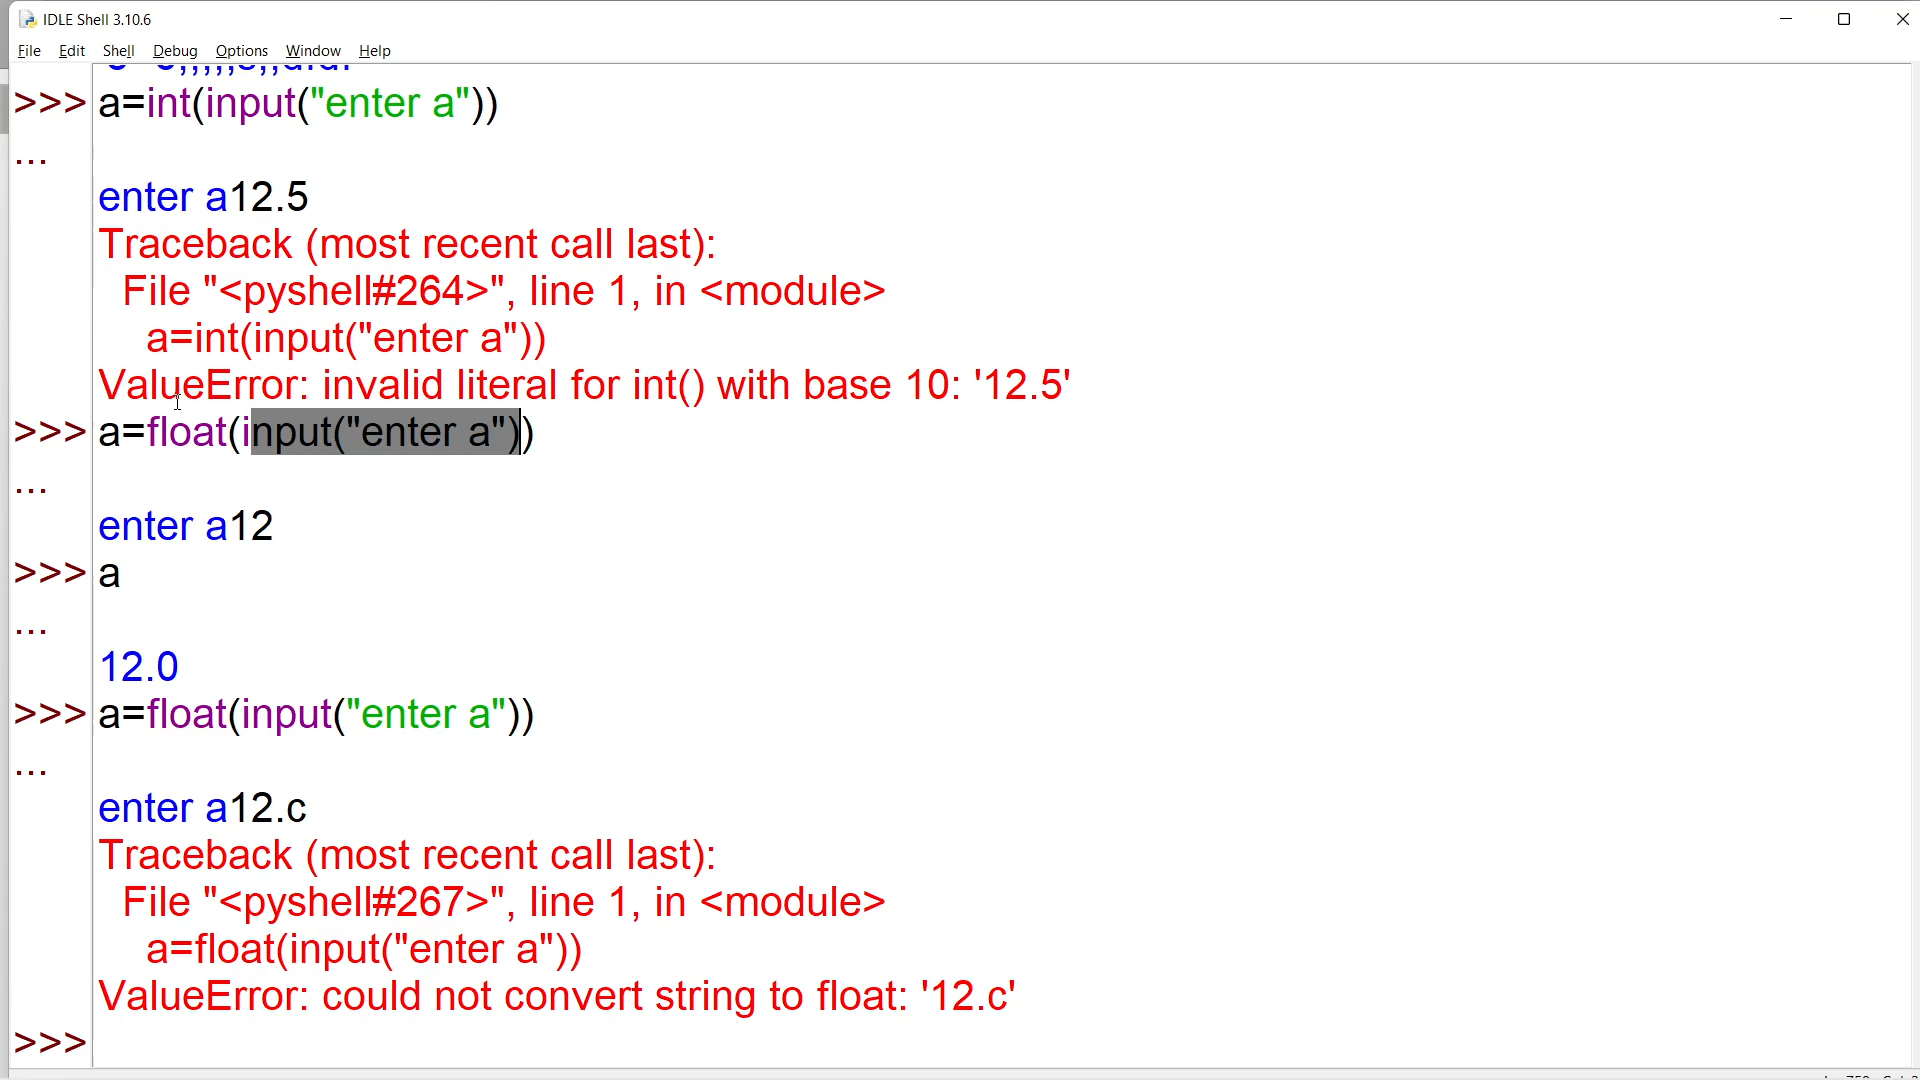 IDLE Shell 3.10.6
File Edit Shell Debug Options Window Help
>>> a=int(input("enter a"))
...
enter a12.5
Traceback (most recent call last):
File "<pyshell#264>", line 1, in <module>
a=int(input("enter a"))
ValueError: invalid literal for int() with base 10: '12.5'
>>> a=float(input("enter a"))
...
enter a12
>>> a
...
12.0
>>> a=float(input("enter a"))
...
enter a12.c
Traceback (most recent call last):
File "<pyshell#267>", line 1, in <module>
a=float(input("enter a"))
ValueError: could not convert string to float: '12.c'
>>>